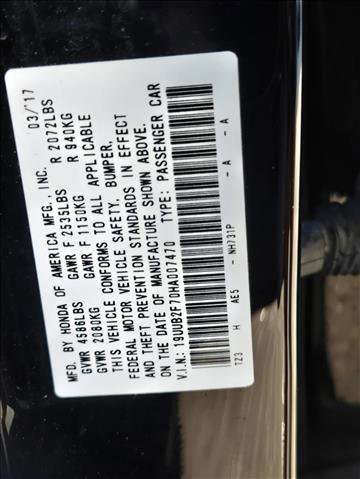 MFD. BY HONDA OF AMERICA MFG., INC. 03/'17
GVWR 4586LBS GAWR F 2535LBS R 2072LBS
GVWR 2080KG GAWR F 1150KG R 940KG
THIS VEHICLE CONFORMS TO ALL APPLICABLE
FEDERAL MOTOR VEHICLE SAFETY, BUMPER,
AND THEFT PREVENTION STANDARDS IN EFFECT
ON THE DATE OF MANUFACTURE SHOWN ABOVE.
V.I.N.: 19UUB2F70HA007470 TYPE: PASSENGER CAR
TZ3 H AE5 - NH731P - A - A